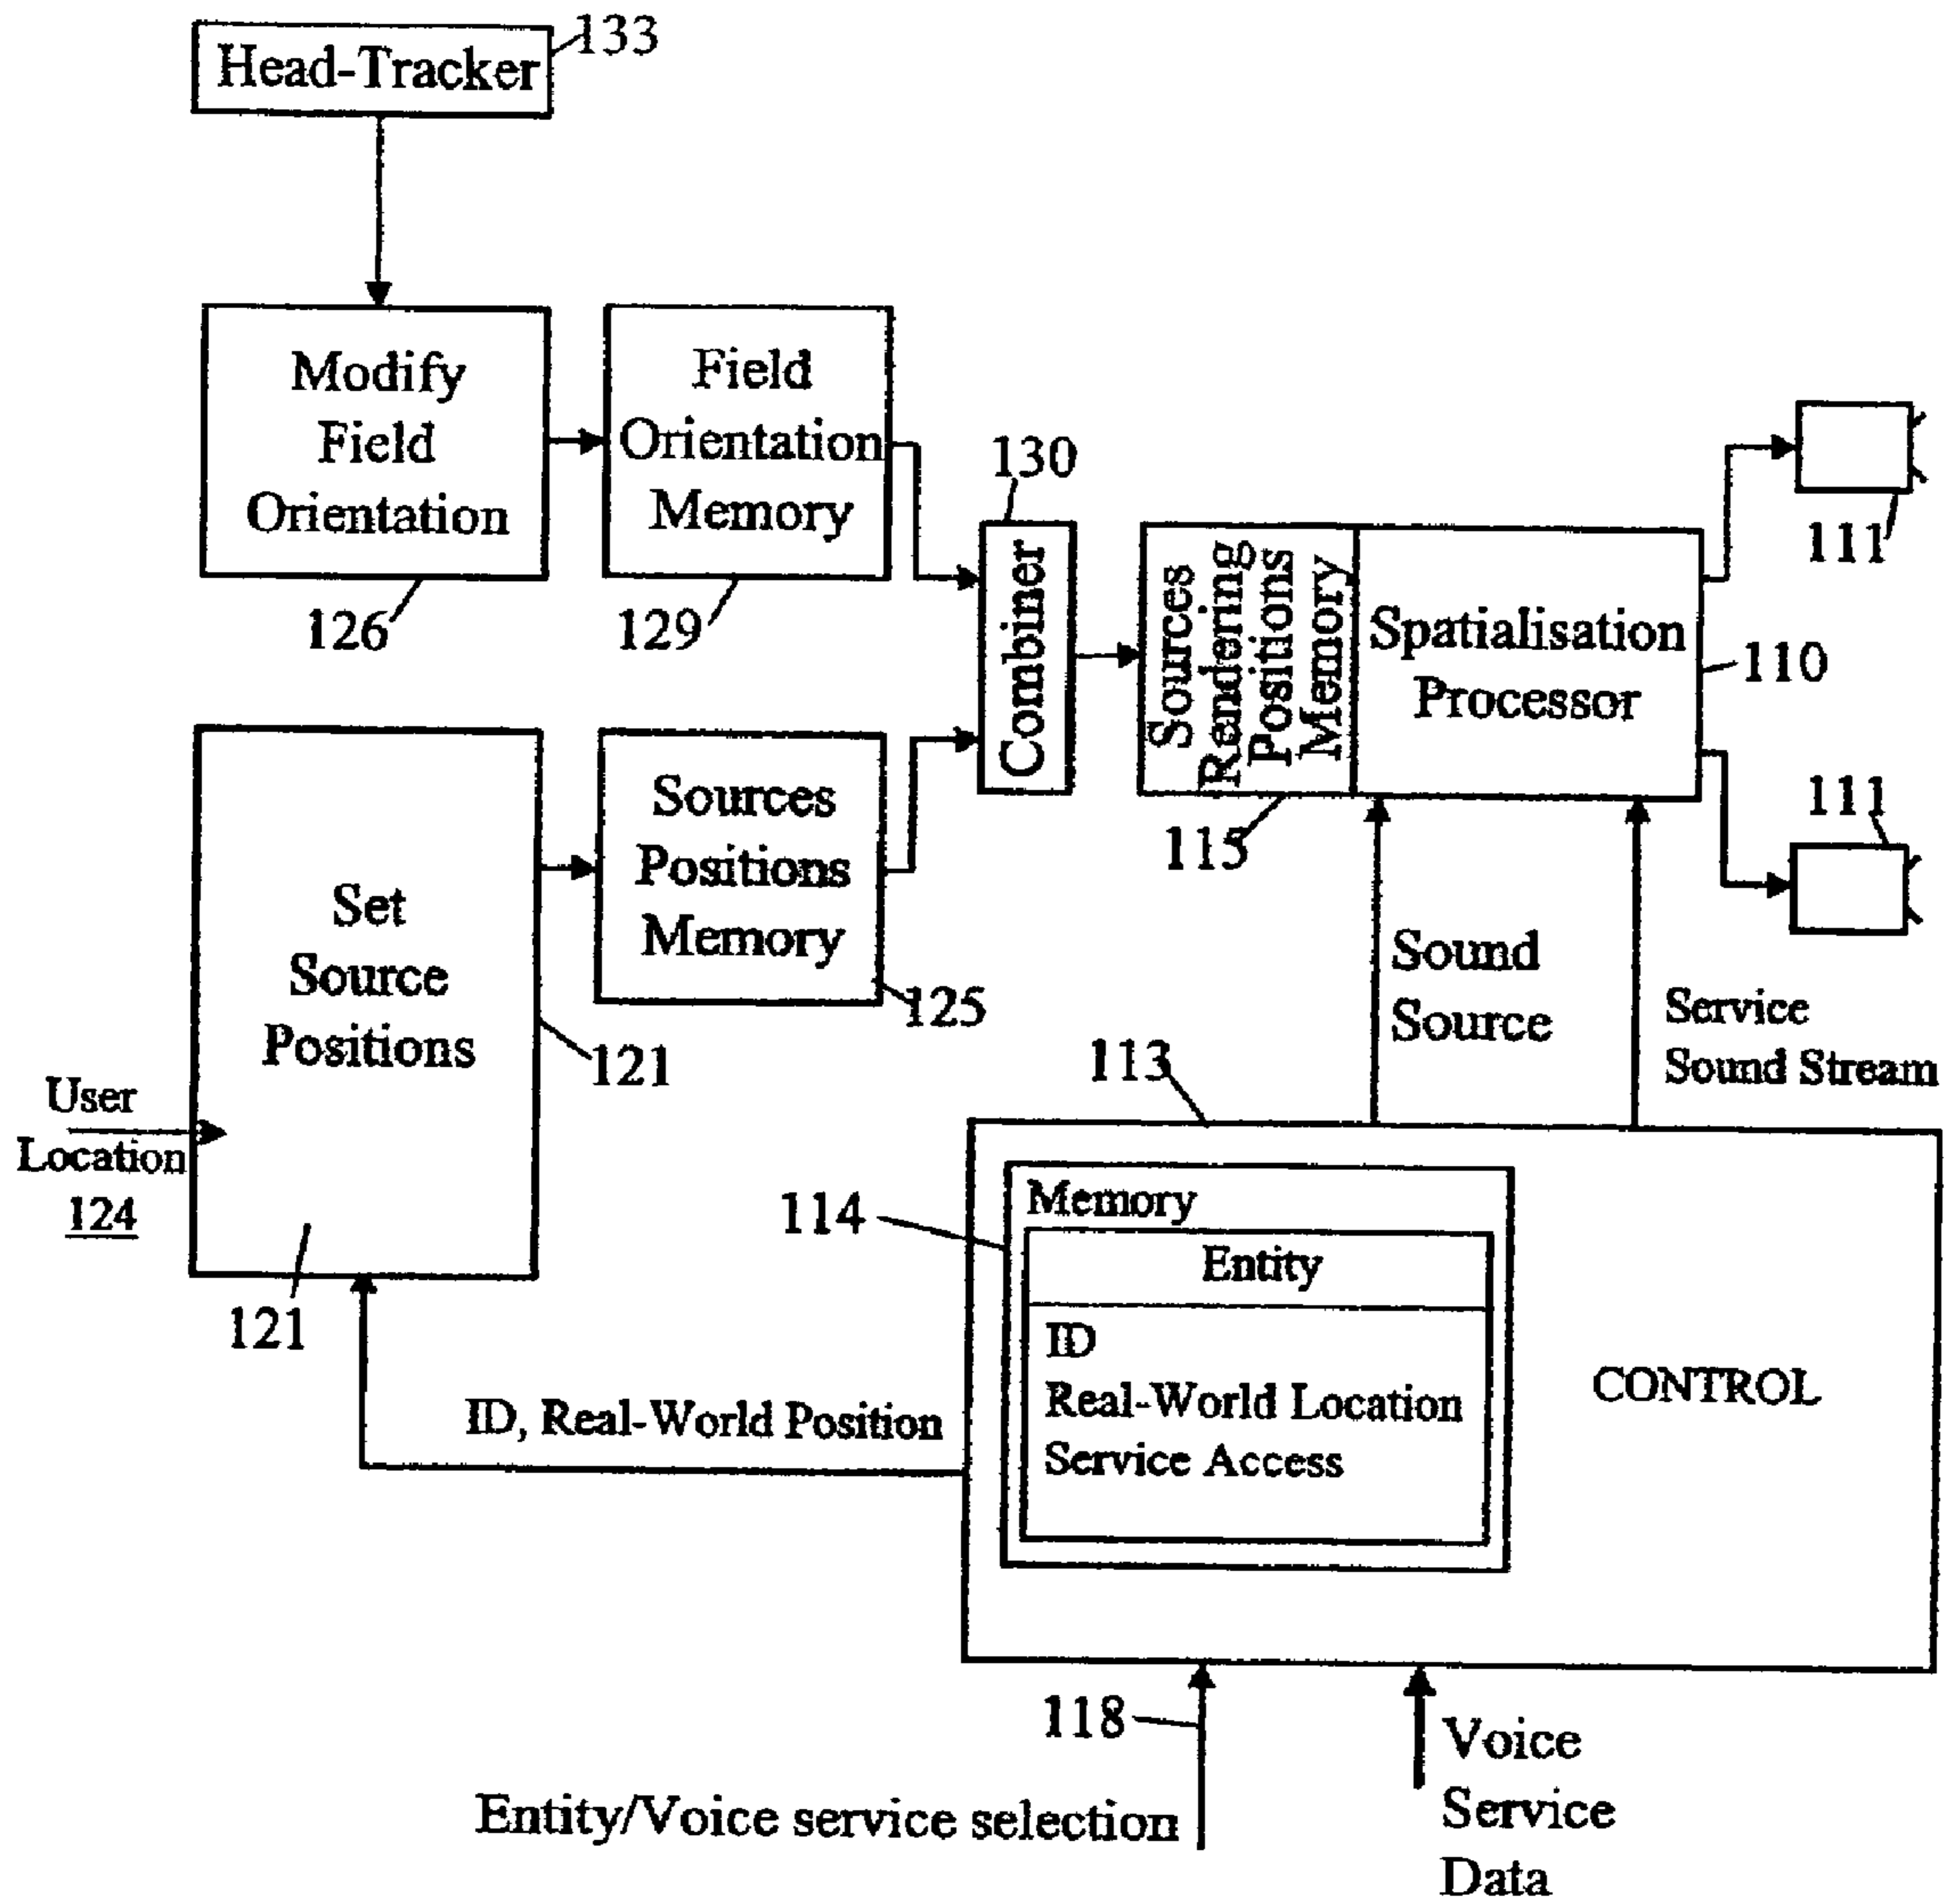 133
Head-Tracker
Modify
Field
Orientation
126
Field
Orientation
Memory
129
130
Combiner
Sources
Rendering
Positions
Memory
115
Spatialisation
Processor
110
111
111
Set
Source
Positions
121
121
User
Location
124
Sources
Positions
Memory
125
Sound
Source
Service
Sound Stream
113
114
Memory
Entity
ID
Real-World Location
Service Access
CONTROL
ID, Real-World Position
118
Entity/Voice service selection
Voice
Service
Data